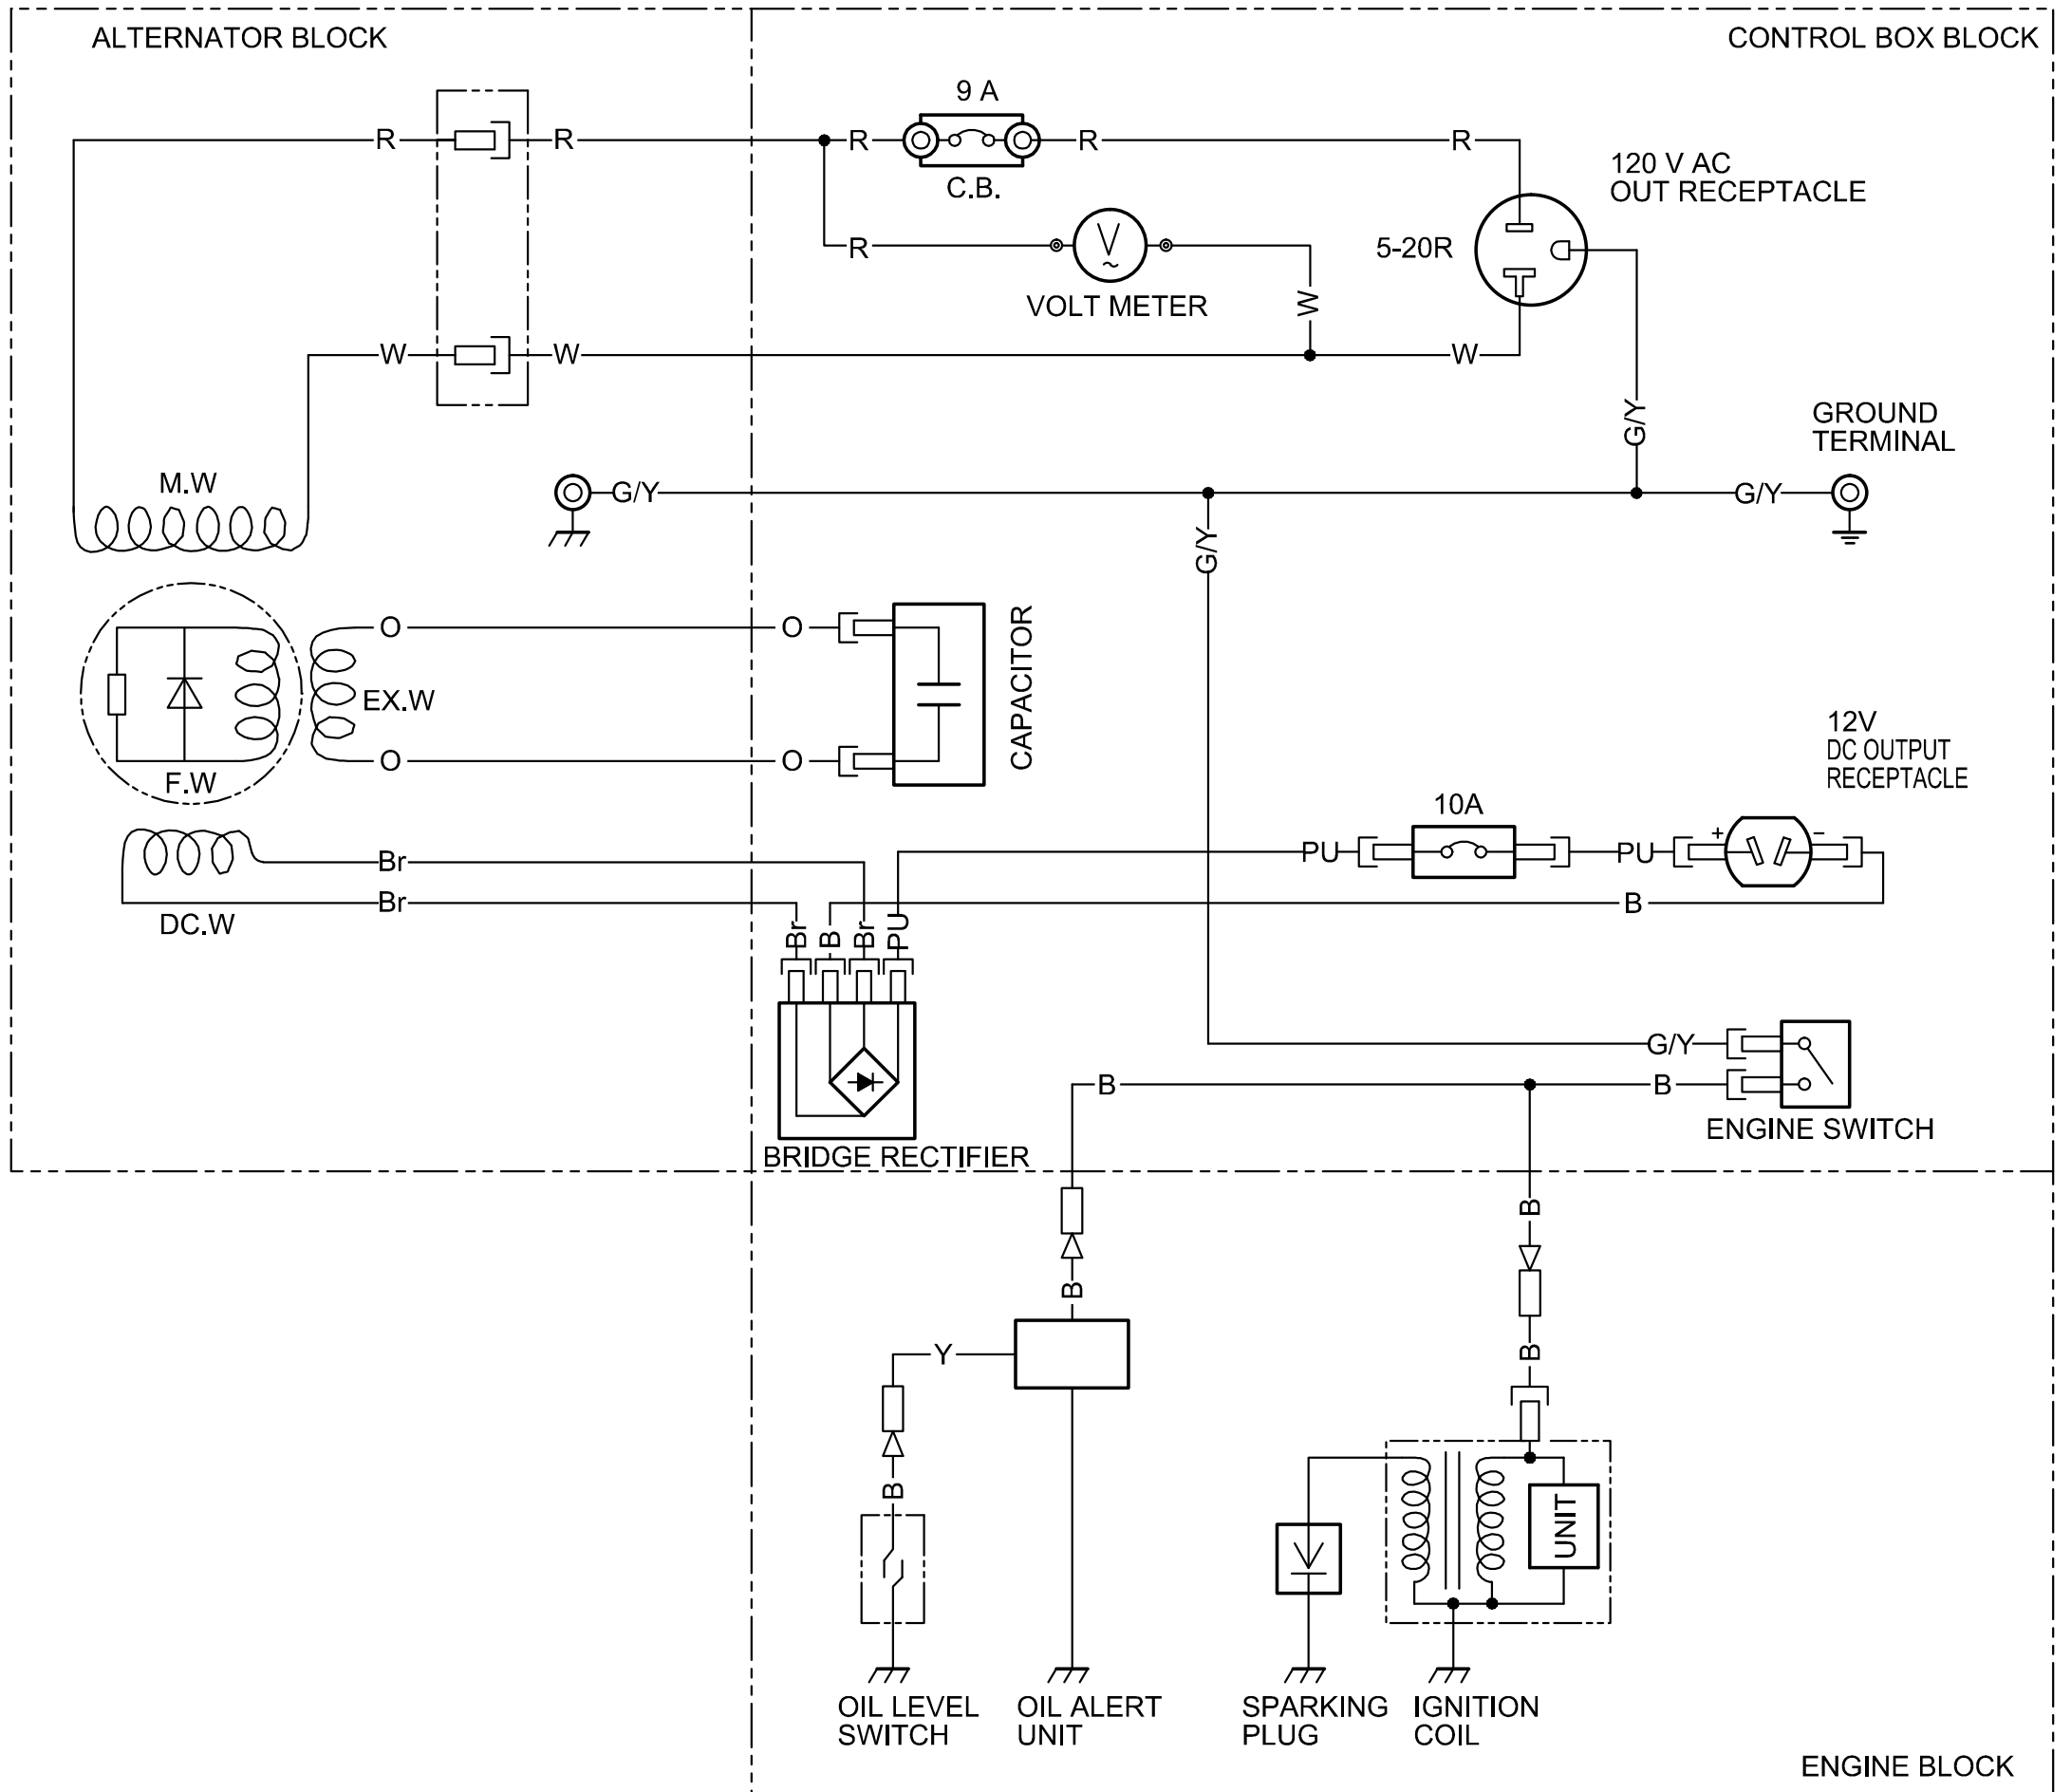 ALTERNATOR BLOCK
CONTROL BOX BLOCK
9 A
R
R
R
R
R
C.B.
120 V AC
OUT RECEPTACLE
R
V
~
5-20R
VOLT METER
W
W
W
W
G/Y
GROUND
TERMINAL
M.W
G/Y
G/Y
G/Y
O
O
CAPACITOR
EX.W
O
O
F.W
12V
DC OUTPUT
RECEPTACLE
10A
+
-
PU
PU
Br
Br
B
DC.W
Br
B
Br
PU
G/Y
B
B
ENGINE SWITCH
BRIDGE RECTIFIER
B
B
Y
B
B
UNIT
OIL LEVEL
SWITCH
OIL ALERT
UNIT
SPARKING
PLUG
IGNITION
COIL
ENGINE BLOCK